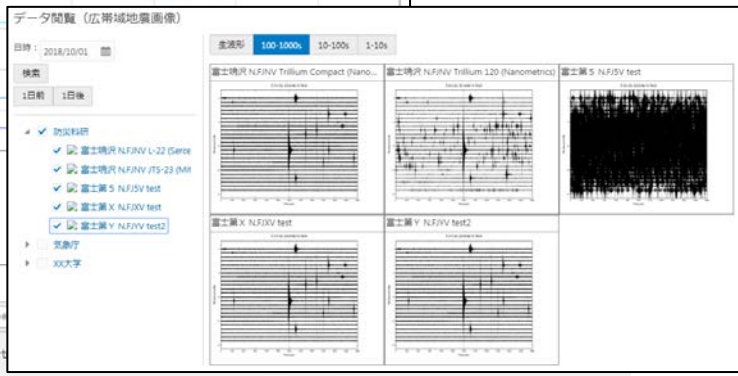 データ閲覧（広帯域地震画像）
日時：
2018/10/01
検索
1日前
1日後
防災科研
富士鳴沢 N.FJNV L-22 (Serce
富士鳴沢 N.FJNV JTS-23 (Mit
富士第５ N.FJ5V test
富士第Ｘ N.FJXV test
富士第Ｙ N.FJYV test2
気象庁
XX大学
生波形
100-1000s
10-100s
1-10s
富士鳴沢 N.FJNV Trillium Compact (Nano...
富士鳴沢 N.FJNV Trillium 120 (Nanometrics)
富士第５ N.FJ5V test
富士第Ｘ N.FJXV test
富士第Ｙ N.FJYV test2